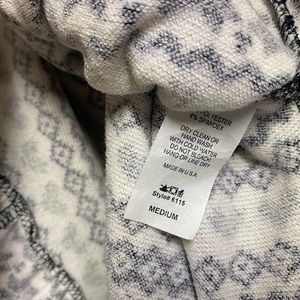 POLYESTER
4% SPANDEX
DRY CLEAN OR
HAND WASH
WITH COLD WATER
DO NOT BLEACH
HANG OR LINE DRY
MADE IN U.S.A.
Style# 6115
MEDIUM